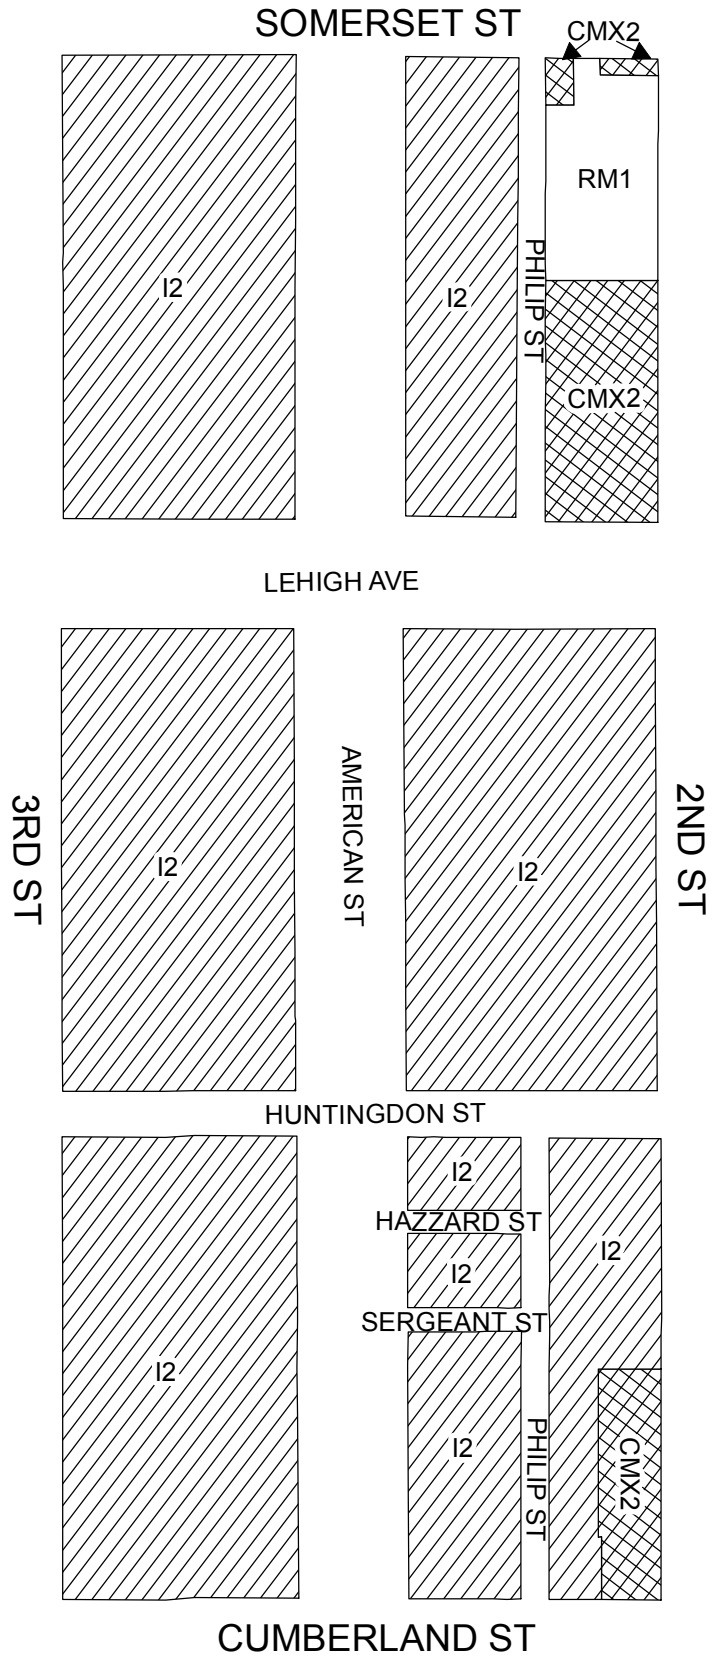 SOMERSET ST
CMX2
RM1
I2
I2
PHILIP ST
CMX2
LEHIGH AVE
3RD ST
I2
AMERICAN ST
I2
2ND ST
HUNTINGDON ST
I2
HAZZARD ST
I2
I2
SERGEANT ST
I2
I2
PHILIP ST
CMX2
CUMBERLAND ST